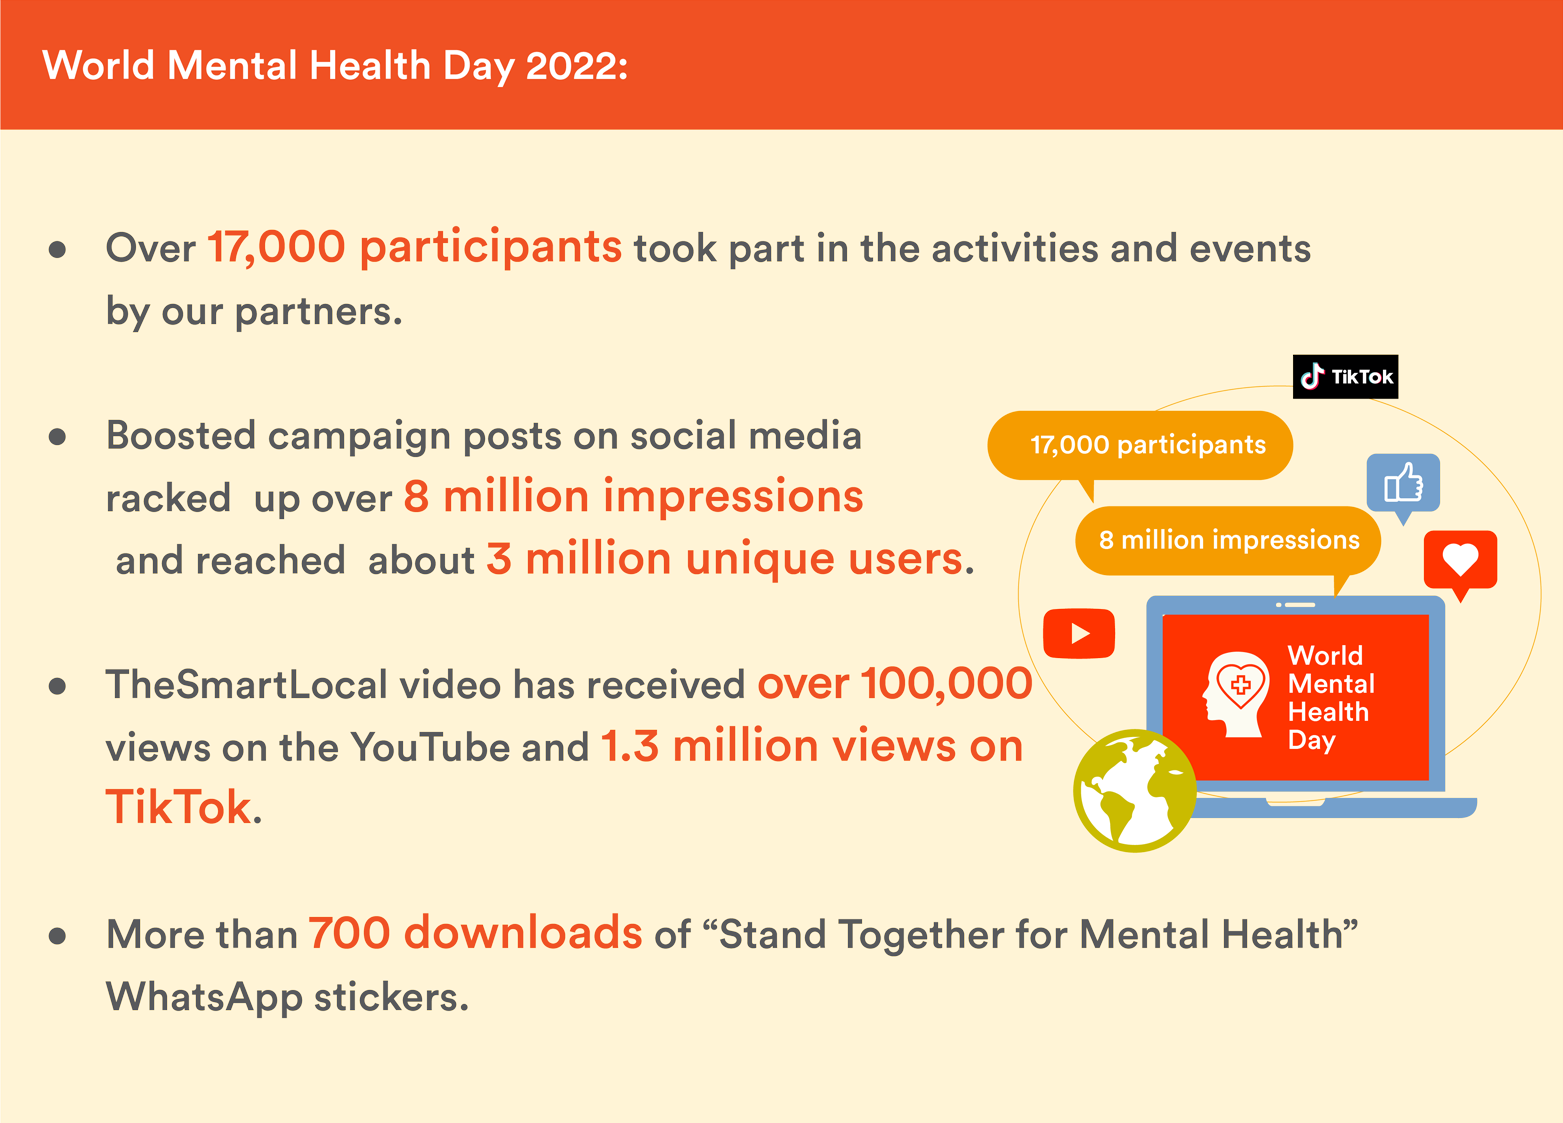 World Mental Health Day 2022:
● Over 17,000 participants took part in the activities and events
by our partners.
● Boosted campaign posts on social media
racked up over 8 million impressions
and reached about 3 million unique users.
● TheSmartLocal video has received over 100,000
views on the YouTube and 1.3 million views on
TikTok.
● More than 700 downloads of “Stand Together for Mental Health”
WhatsApp stickers.
TikTok
17,000 participants
8 million impressions
World
Mental
Health
Day